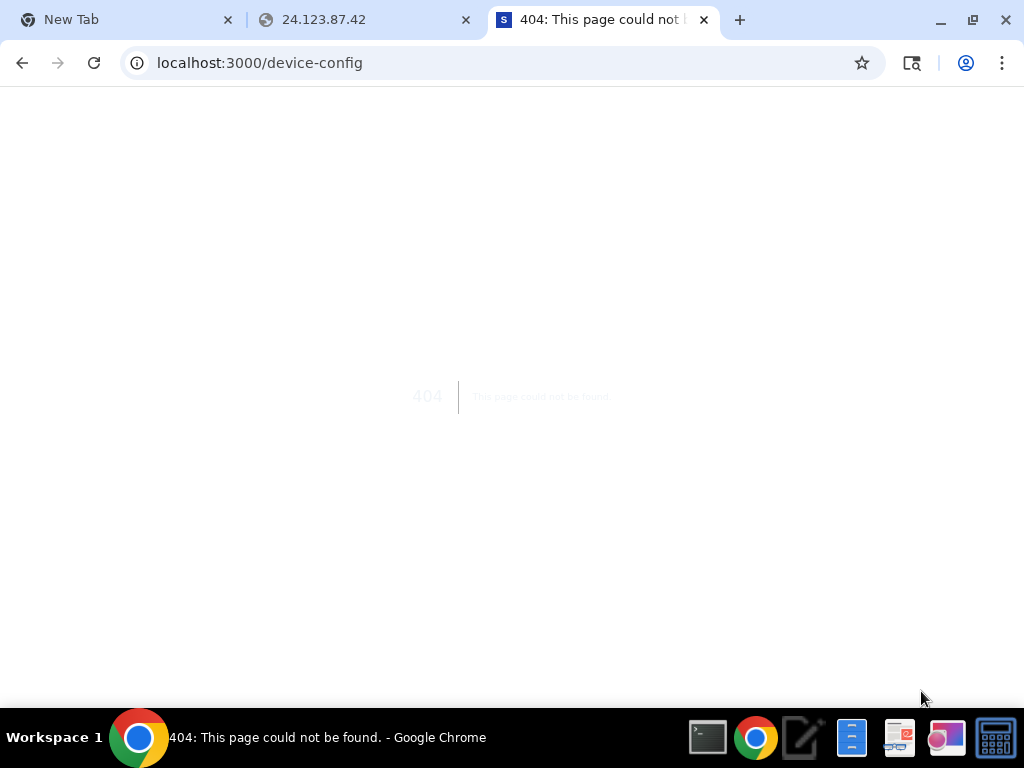 New Tab
24.123.87.42
S
404: This page could not
localhost:3000/device-config
404
This page could not be found.
Workspace 1
404: This page could not be found. - Google Chrome